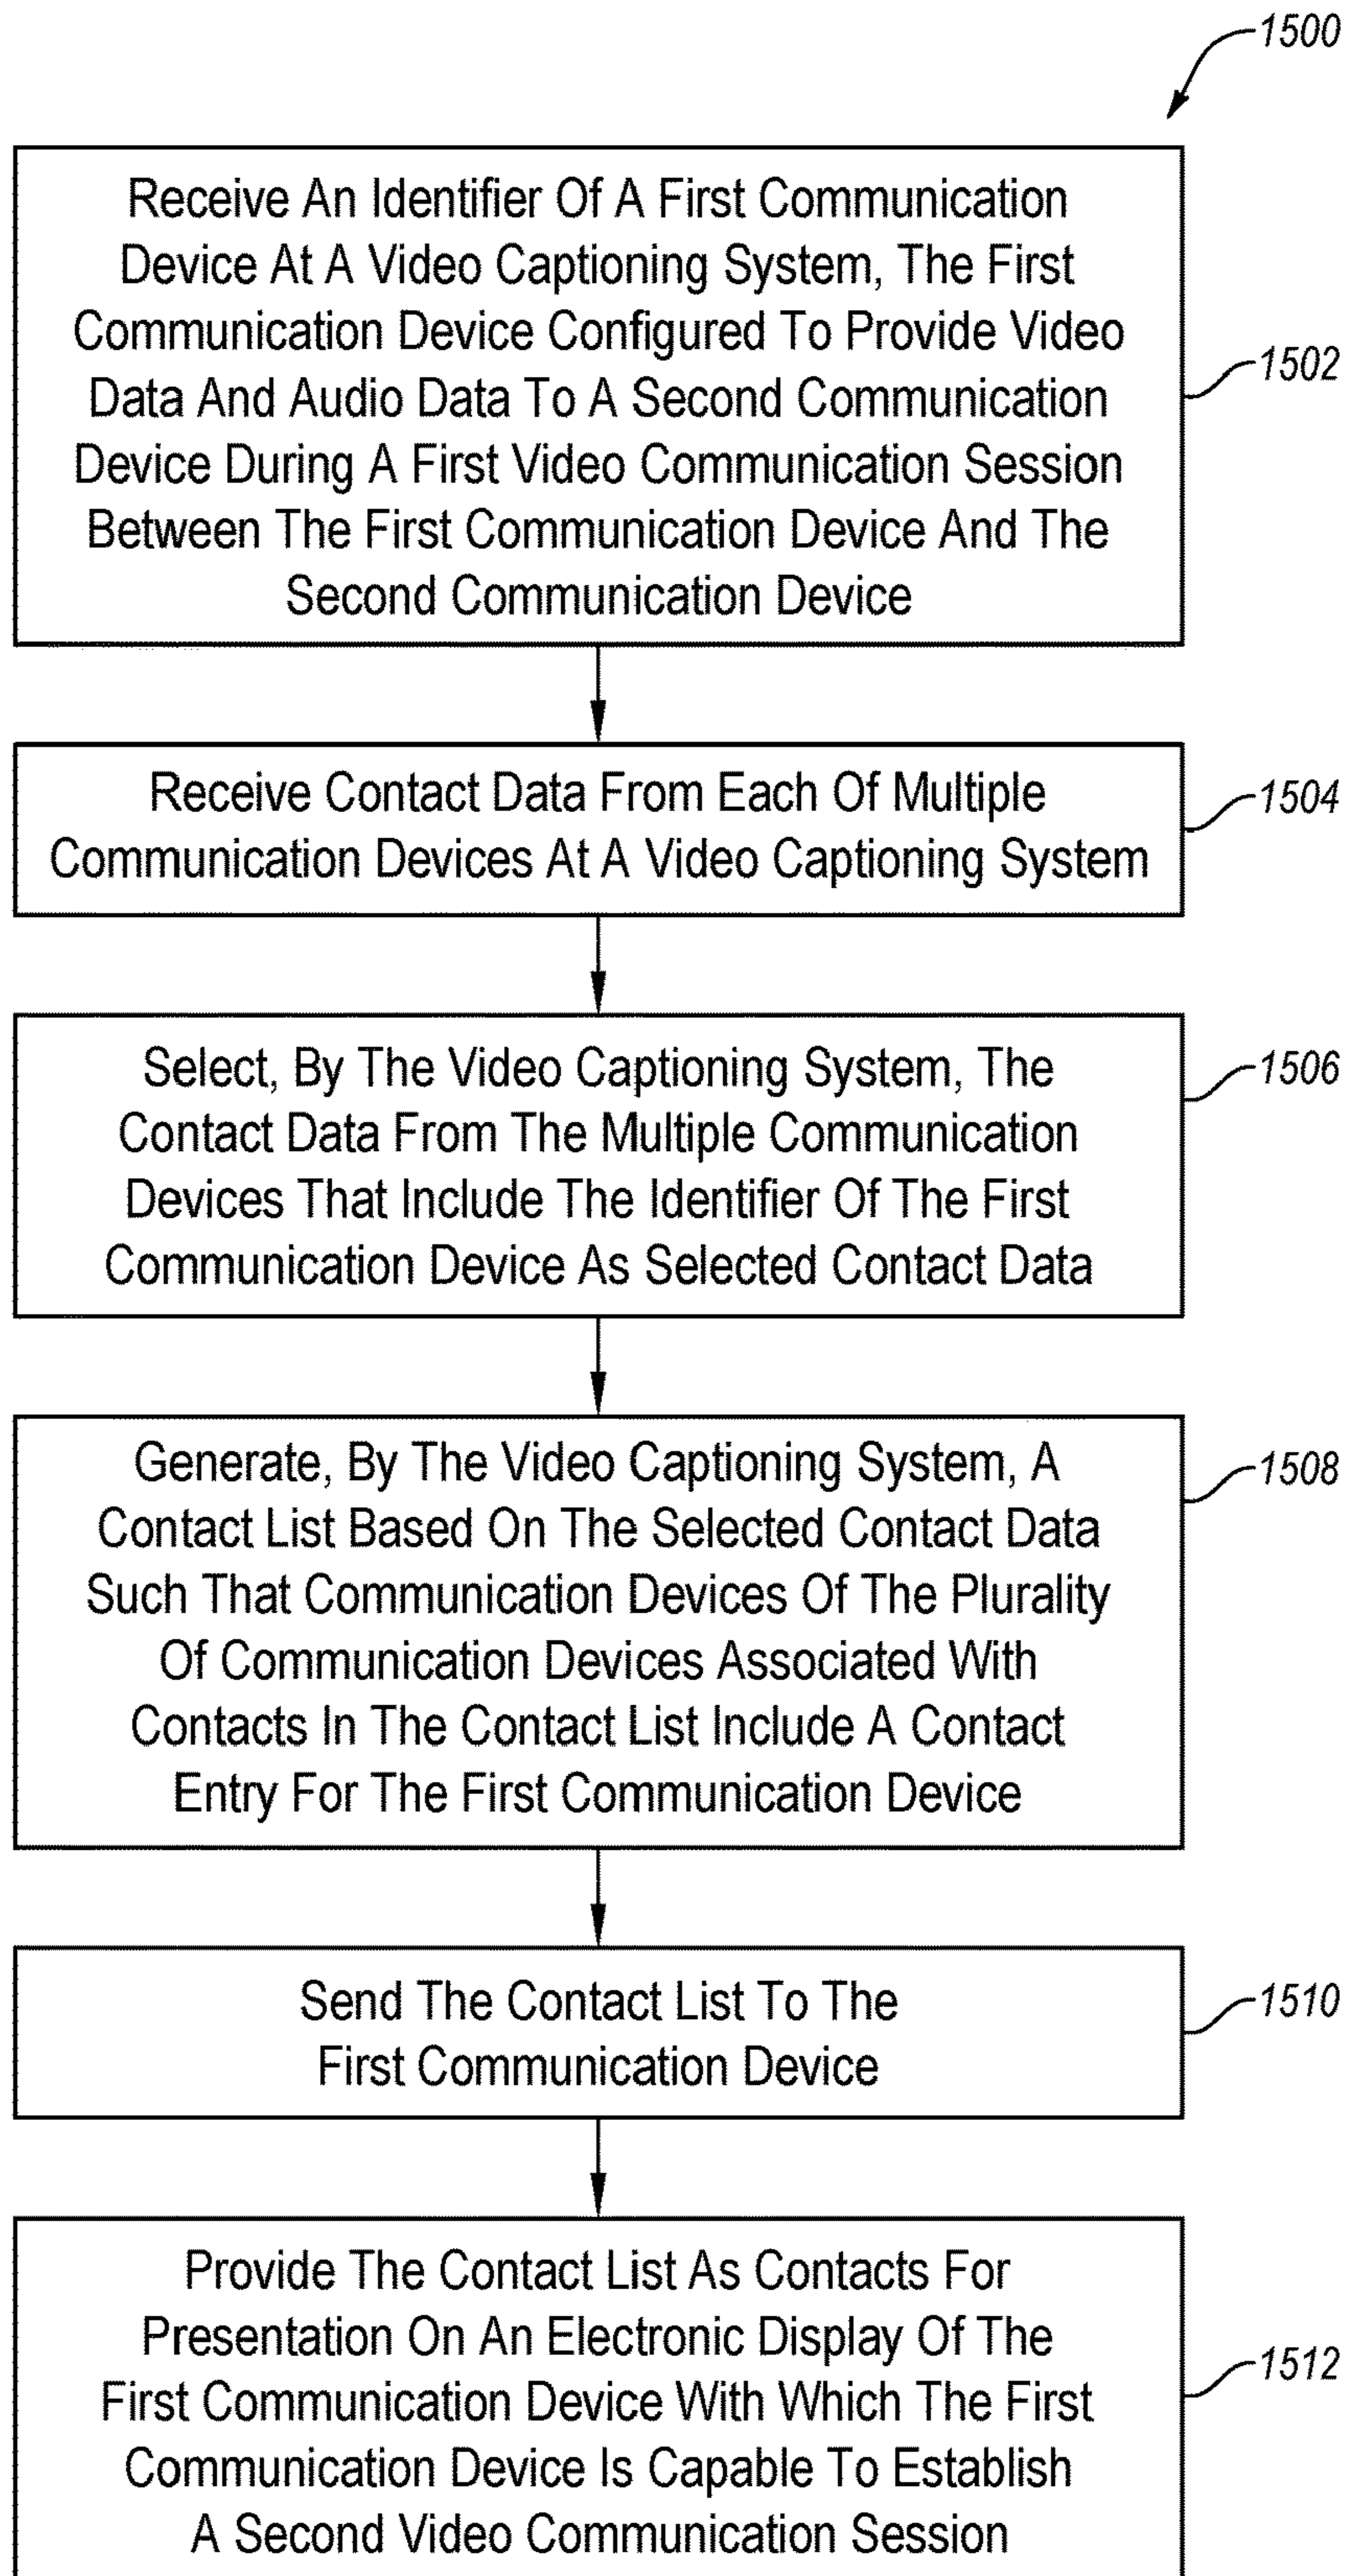 1500
Receive An Identifier Of A First Communication
Device At A Video Captioning System, The First
Communication Device Configured To Provide Video
Data And Audio Data To A Second Communication
Device During A First Video Communication Session
Between The First Communication Device And The
Second Communication Device
1502
Receive Contact Data From Each Of Multiple
Communication Devices At A Video Captioning System
1504
Select, By The Video Captioning System, The
Contact Data From The Multiple Communication
Devices That Include The Identifier Of The First
Communication Device As Selected Contact Data
1506
Generate, By The Video Captioning System, A
Contact List Based On The Selected Contact Data
Such That Communication Devices Of The Plurality
Of Communication Devices Associated With
Contacts In The Contact List Include A Contact
Entry For The First Communication Device
1508
Send The Contact List To The
First Communication Device
1510
Provide The Contact List As Contacts For
Presentation On An Electronic Display Of The
First Communication Device With Which The First
Communication Device Is Capable To Establish
A Second Video Communication Session
1512